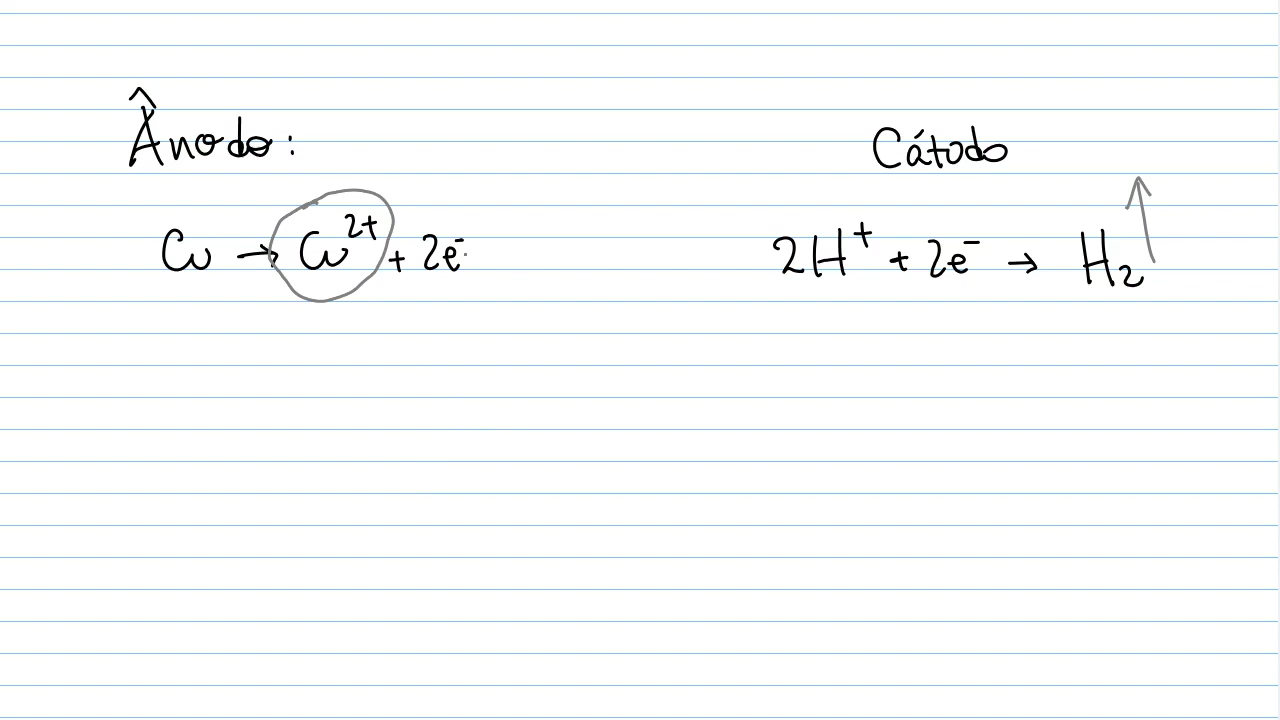 Ânodo:
Cátodo
Cu → Cu²⁺ + 2e⁻
2H⁺ + 2e⁻ → H₂ ↑